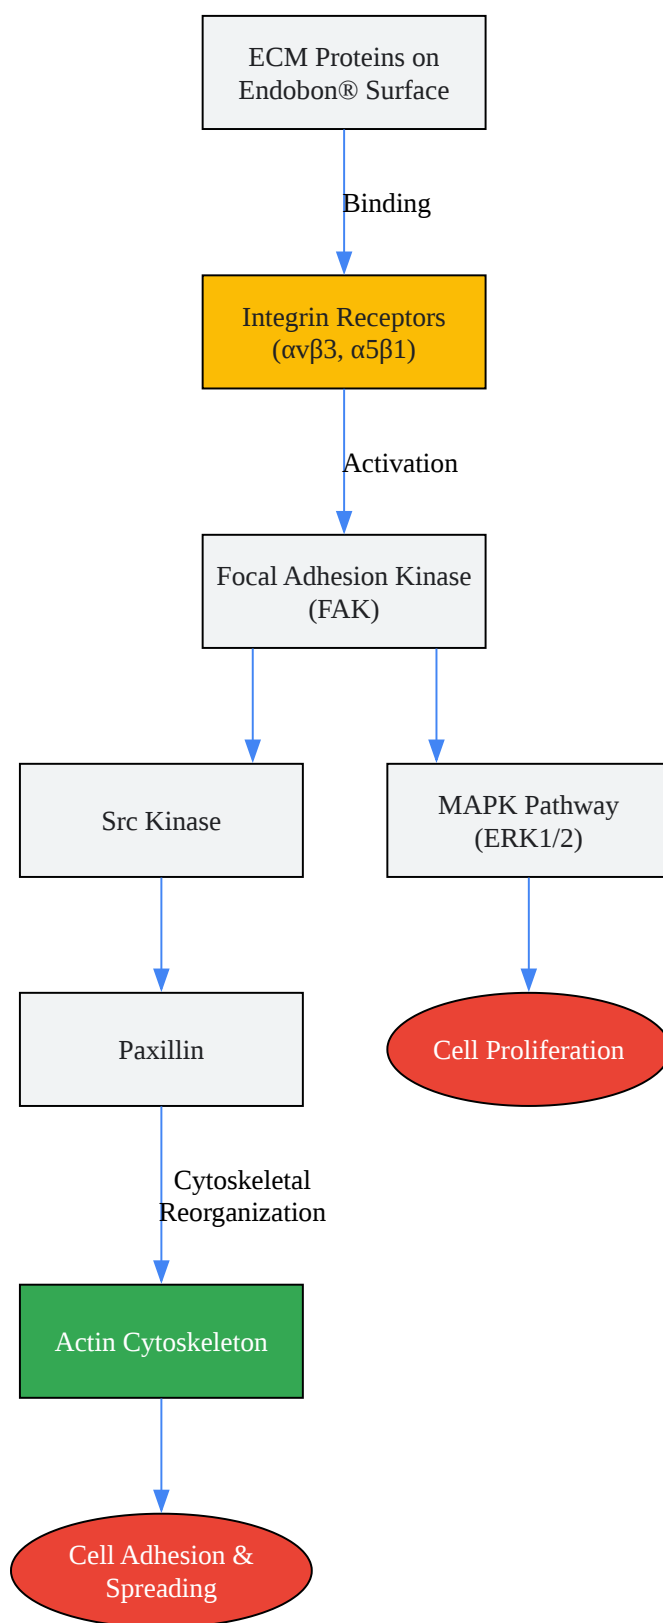 ECM Proteins on
Endobon® Surface
Binding
Integrin Receptors
(αvβ3, α5β1)
Activation
Focal Adhesion Kinase
(FAK)
Src Kinase
MAPK Pathway
(ERK1/2)
Paxillin
Cell Proliferation
Cytoskeletal
Reorganization
Actin Cytoskeleton
Cell Adhesion &
Spreading